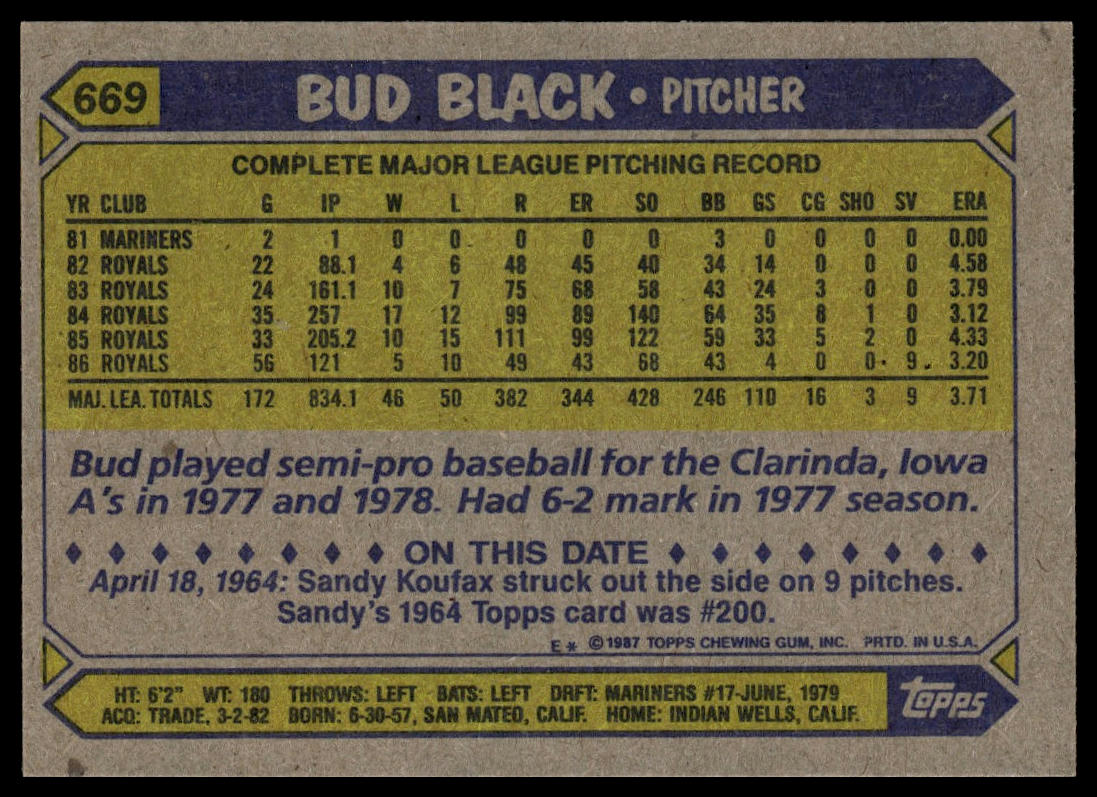 669
BUD BLACK • PITCHER
COMPLETE MAJOR LEAGUE PITCHING RECORD
YR CLUB G IP W L R ER SO BB GS CG SHO SV ERA
81 MARINERS 2 1 0 0 0 0 0 3 0 0 0 0 0.00
82 ROYALS 22 88.1 4 6 48 45 40 34 14 0 0 0 4.58
83 ROYALS 24 161.1 10 7 75 68 58 43 24 3 0 0 3.79
84 ROYALS 35 257 17 12 99 89 140 64 35 8 1 0 3.12
85 ROYALS 33 205.2 10 15 111 99 122 59 33 5 2 0 4.33
86 ROYALS 56 121 5 10 49 43 68 43 4 0 0 9 3.20
MAJ. LEA. TOTALS 172 834.1 46 50 382 344 428 246 110 16 3 9 3.71
Bud played semi-pro baseball for the Clarinda, Iowa
A's in 1977 and 1978. Had 6-2 mark in 1977 season.
ON THIS DATE
April 18, 1964: Sandy Koufax struck out the side on 9 pitches.
Sandy's 1964 Topps card was #200.
E* ©1987 TOPPS CHEWING GUM, INC. PRTD. IN U.S.A.
HT: 6'2" WT: 180 THROWS: LEFT BATS: LEFT DRFT: MARINERS #17-JUNE, 1979
ACQ: TRADE, 3-2-82 BORN: 6-30-57, SAN MATEO, CALIF. HOME: INDIAN WELLS, CALIF.
Topps